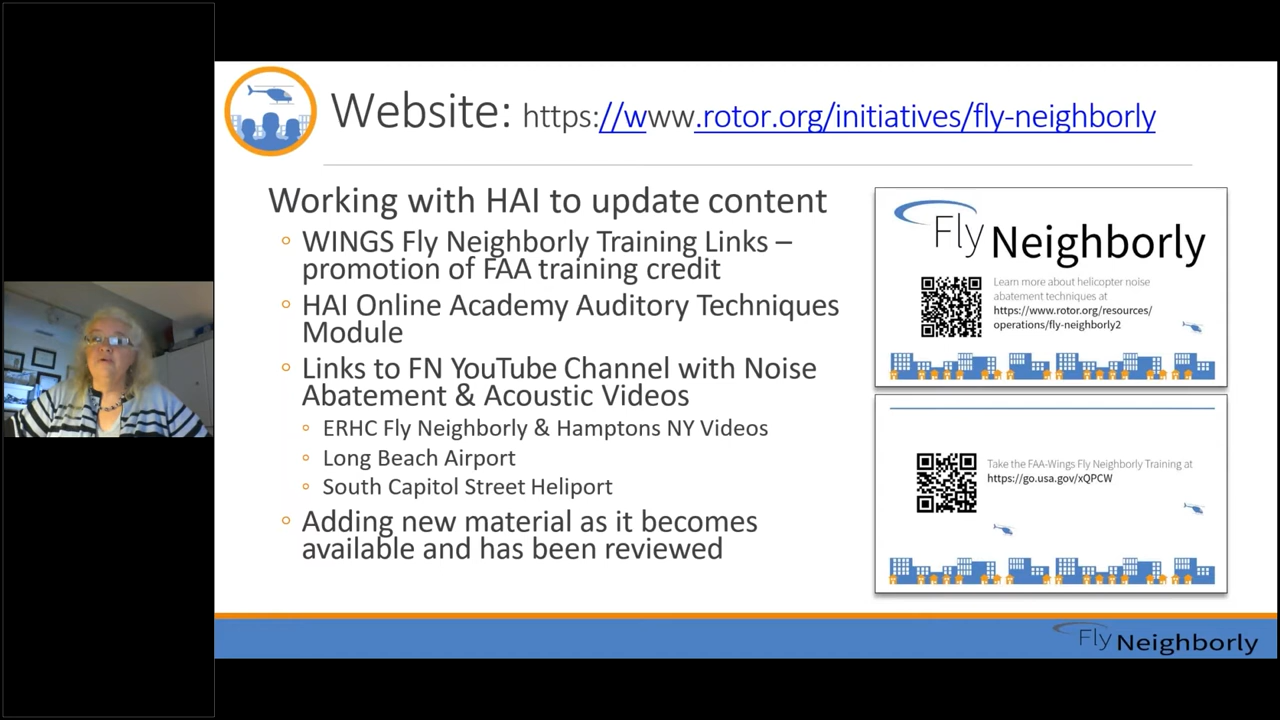 Website: https://www.rotor.org/initiatives/fly-neighborly
Working with HAI to update content
WINGS Fly Neighborly Training Links –
promotion of FAA training credit
HAI Online Academy Auditory Techniques
Module
Links to FN YouTube Channel with Noise
Abatement & Acoustic Videos
ERHC Fly Neighborly & Hamptons NY Videos
Long Beach Airport
South Capitol Street Heliport
Adding new material as it becomes
available and has been reviewed
Fly Neighborly
Learn more about helicopter noise
abatement techniques at
https://www.rotor.org/resources/
operations/fly-neighborly2
Take the FAA-Wings Fly Neighborly Training at
https://go.usa.gov/xQPCW
Fly Neighborly